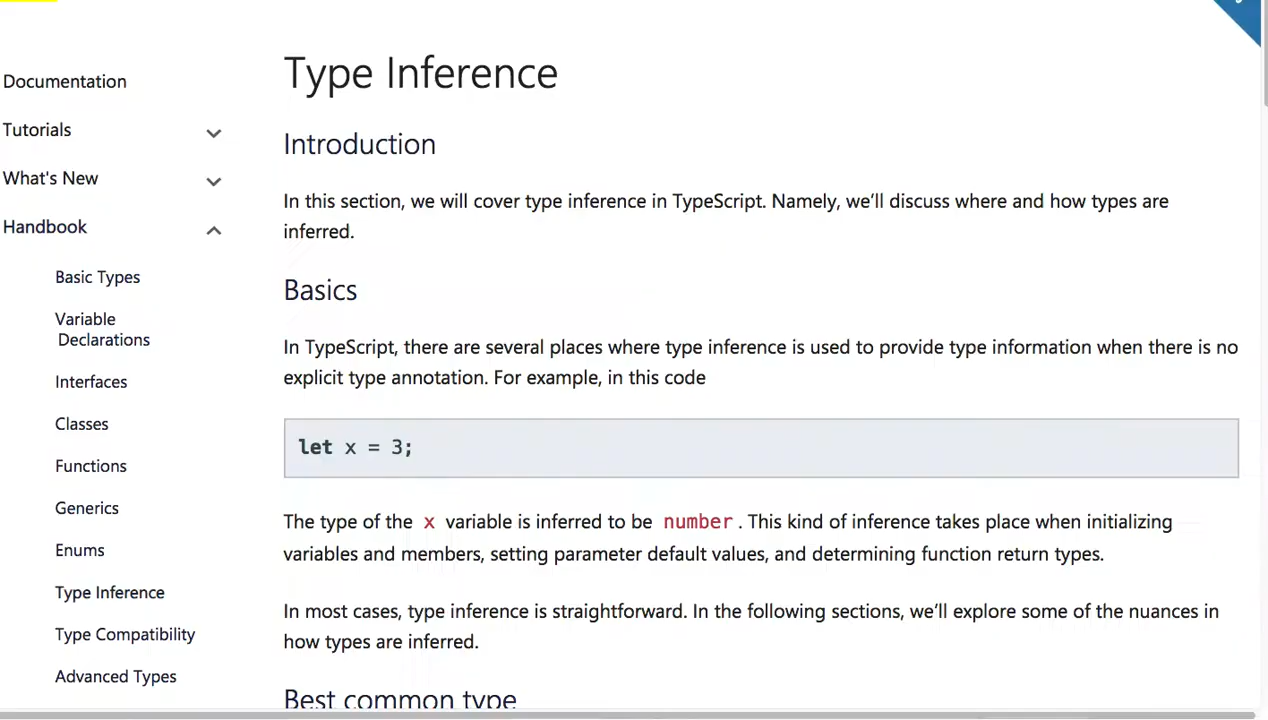 Documentation
Tutorials
What's New
Handbook
Basic Types
Variable
Declarations
Interfaces
Classes
Functions
Generics
Enums
Type Inference
Type Compatibility
Advanced Types
Type Inference
Introduction
In this section, we will cover type inference in TypeScript. Namely, we’ll discuss where and how types are
inferred.
Basics
In TypeScript, there are several places where type inference is used to provide type information when there is no
explicit type annotation. For example, in this code
let x = 3;
The type of the x variable is inferred to be number . This kind of inference takes place when initializing
variables and members, setting parameter default values, and determining function return types.
In most cases, type inference is straightforward. In the following sections, we’ll explore some of the nuances in
how types are inferred.
Best common type